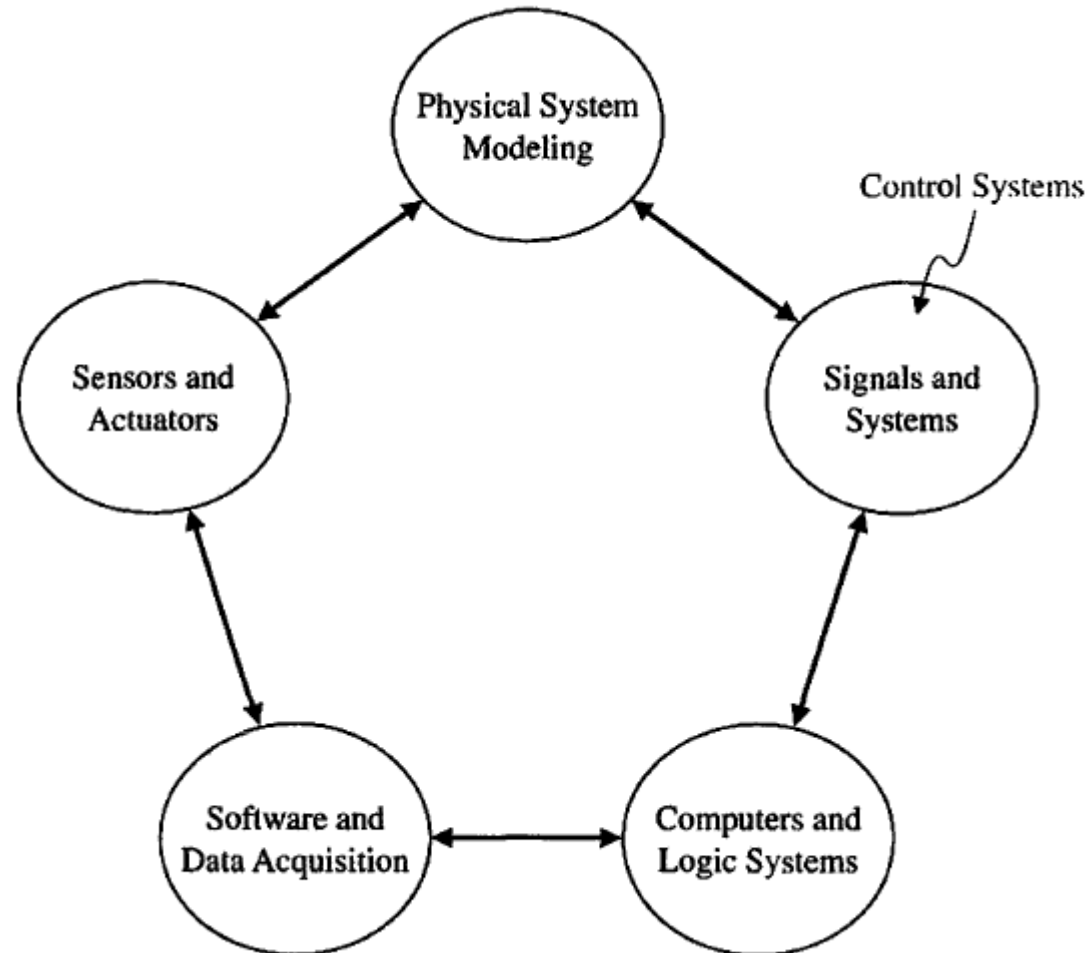 Physical System
Modeling
Control Systems
Sensors and
Actuators
Signals and
Systems
Software and
Data Acquisition
Computers and
Logic Systems